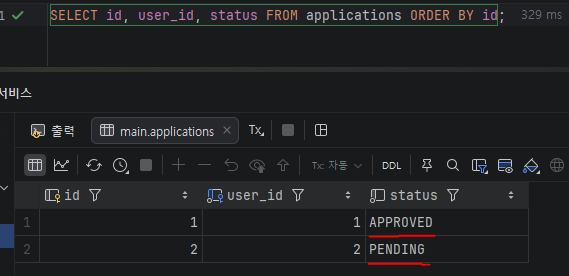 1 SELECT id, user_id, status FROM applications ORDER BY id; 329 ms
서비스
출력 main.applications Tx
Tx: 자동 DDL
id user_id status
1 1 1 APPROVED
2 2 2 PENDING